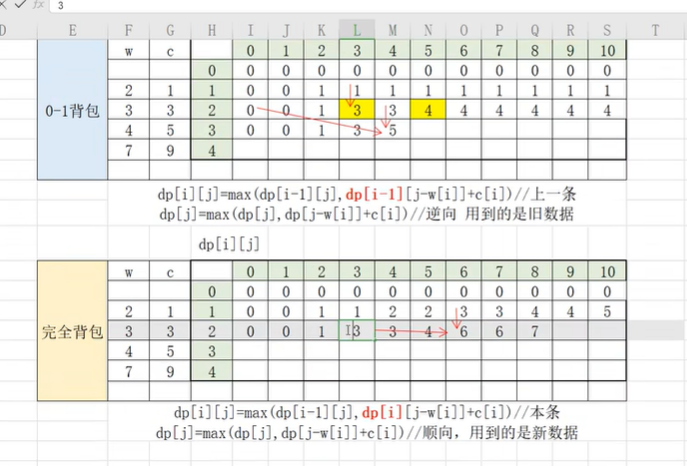 3
D E F G H I J K L M N O P Q R S T
w c 0 1 2 3 4 5 6 7 8 9 10
0 0 0 0 0 0 0 0 0 0 0 0 0
2 1 1 0 0 1 1 1 1 1 1 1 1 1
0-1背包 3 3 2 0 0 1 3 3 4 4 4 4 4 4
4 5 3 0 0 1 3 5
7 9 4
dp[i][j]=max(dp[i-1][j],dp[i-1][j-w[i]]+c[i])//上一条
dp[j]=max(dp[j],dp[j-w[i]]+c[i])//逆向 用到的是旧数据
dp[i][j]
w c 0 1 2 3 4 5 6 7 8 9 10
0 0 0 0 0 0 0 0 0 0 0 0 0
2 1 1 0 0 1 1 2 2 3 3 4 4 5
完全背包 3 3 2 0 0 1 3 3 4 6 6 7
4 5 3
7 9 4
dp[i][j]=max(dp[i-1][j],dp[i][j-w[i]]+c[i])//本条
dp[j]=max(dp[j],dp[j-w[i]]+c[i])//顺向，用到的是新数据